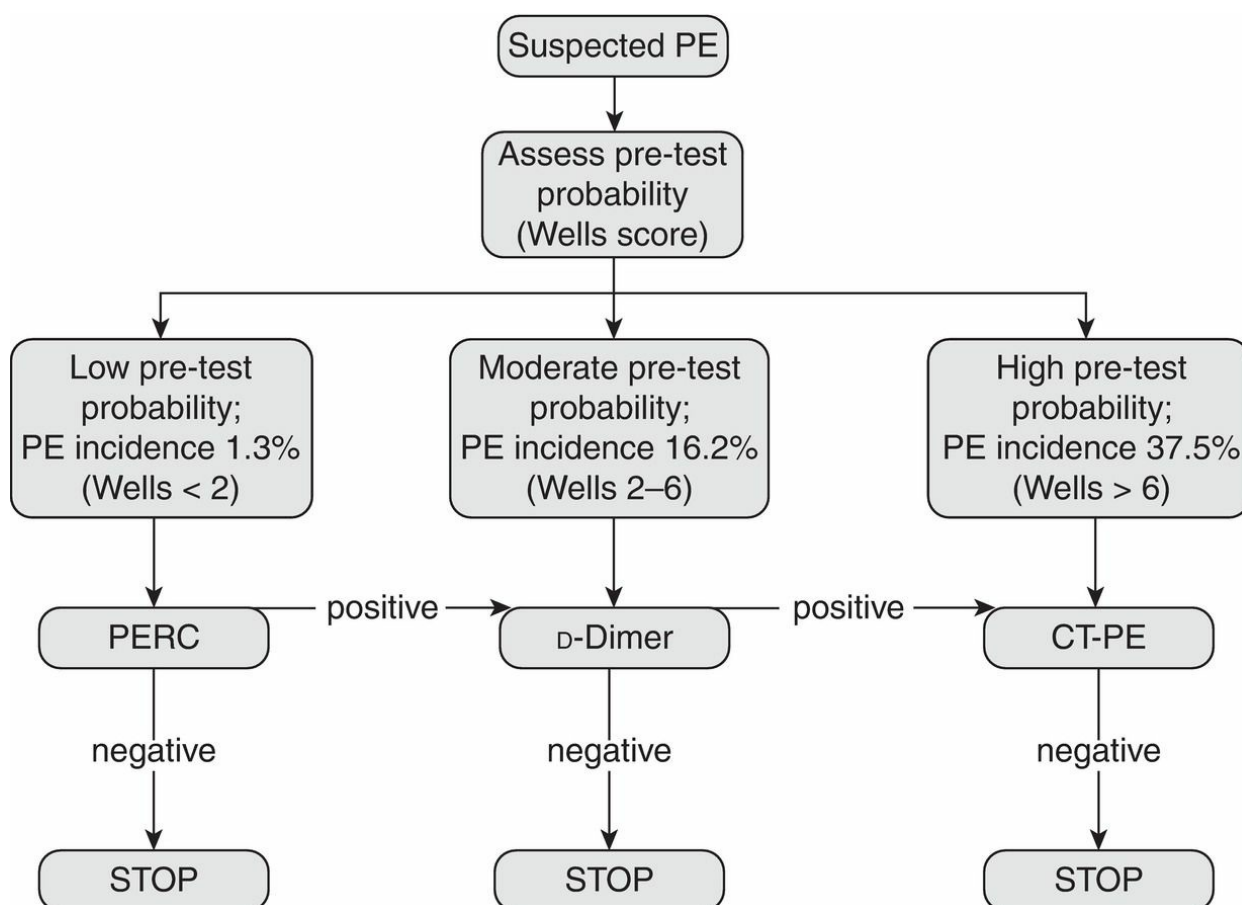 Suspected PE
Assess pre-test
probability
(Wells score)
Low pre-test
probability;
PE incidence 1.3%
(Wells < 2)
Moderate pre-test
probability;
PE incidence 16.2%
(Wells 2–6)
High pre-test
probability;
PE incidence 37.5%
(Wells > 6)
PERC
positive
D-Dimer
positive
CT-PE
negative
negative
negative
STOP
STOP
STOP